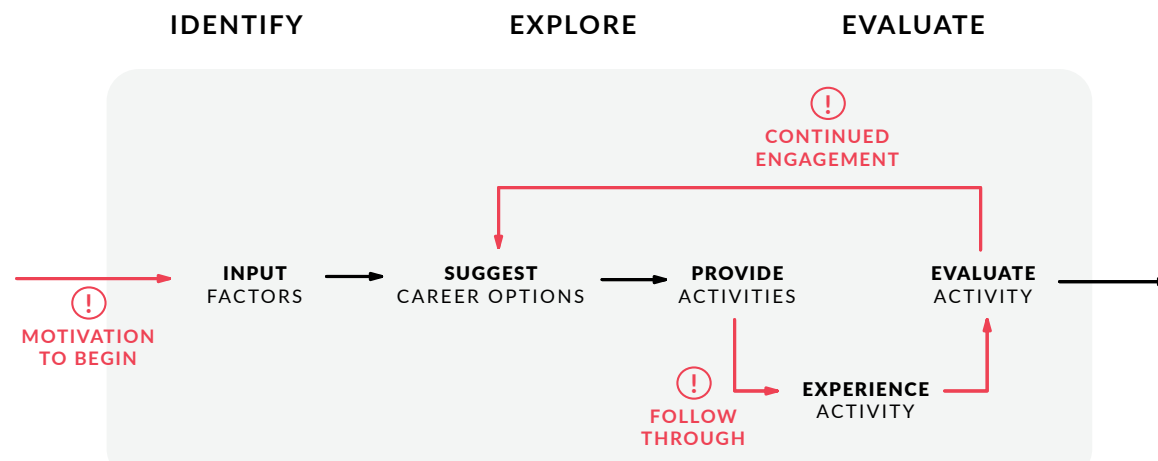 IDENTIFY
EXPLORE
EVALUATE
!
CONTINUED
ENGAGEMENT
INPUT
FACTORS
SUGGEST
CAREER OPTIONS
PROVIDE
ACTIVITIES
EVALUATE
ACTIVITY
!
MOTIVATION
TO BEGIN
!
FOLLOW
THROUGH
EXPERIENCE
ACTIVITY